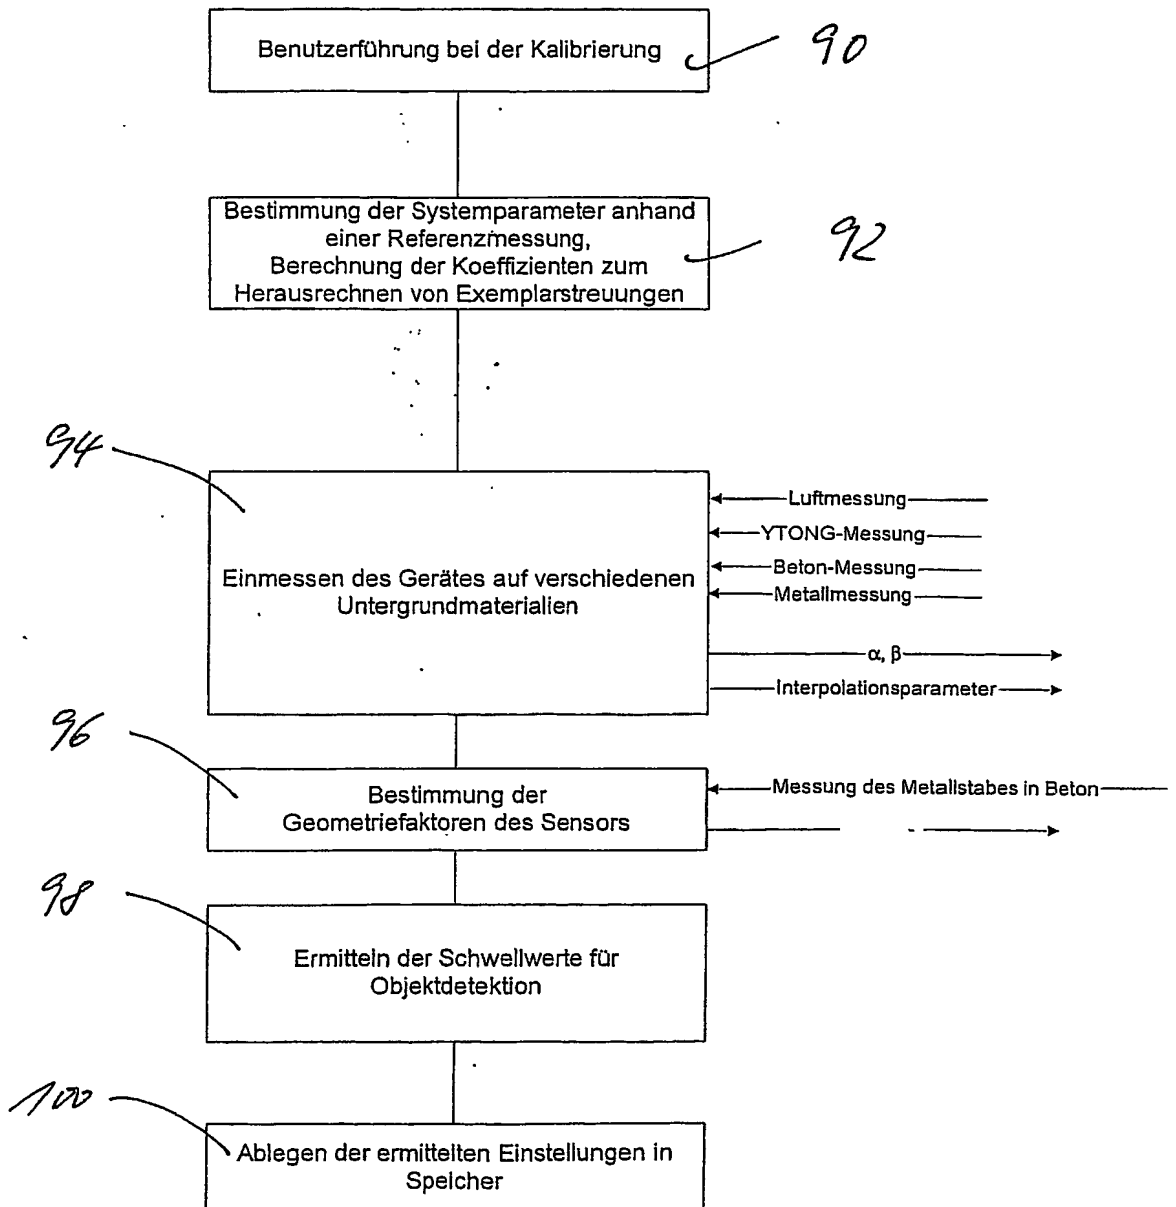 Benutzerführung bei der Kalibrierung
90
Bestimmung der Systemparameter anhand
einer Referenzmessung,
Berechnung der Koeffizienten zum
Herausrechnen von Exemplarstreuungen
92
94
Einmessen des Gerätes auf verschiedenen
Untergrundmaterialien
Luftmessung
YTONG-Messung
Beton-Messung
Metallmessung
α, β
Interpolationsparameter
96
Bestimmung der
Geometriefaktoren des Sensors
Messung des Metallstabes in Beton
98
Ermitteln der Schwellwerte für
Objektdetektion
100
Ablegen der ermittelten Einstellungen in
Speicher